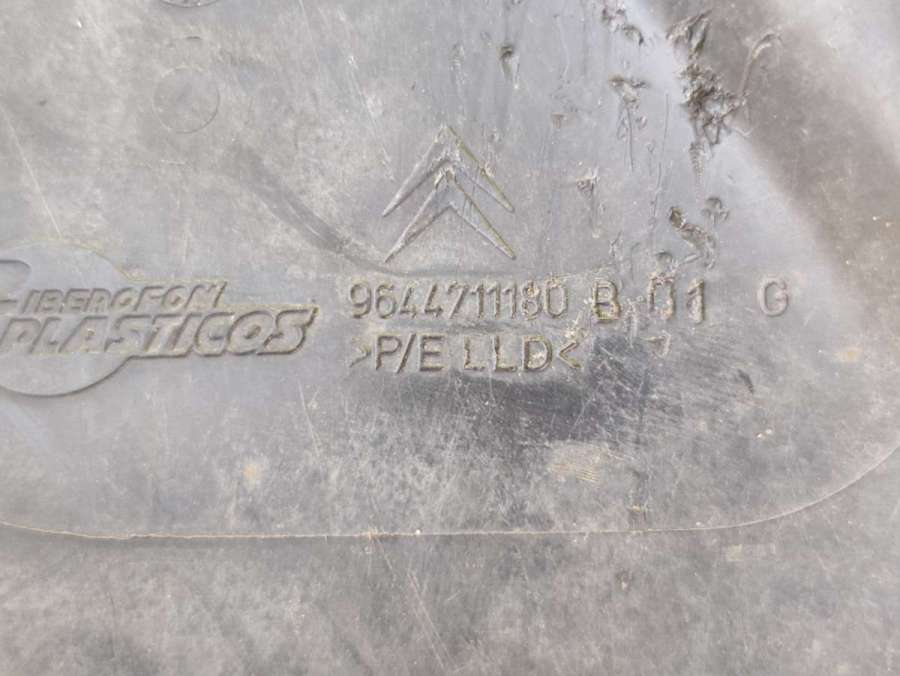 IBEROFON
PLASTICOS
9644711180 B 01 G
>P/E LLD<